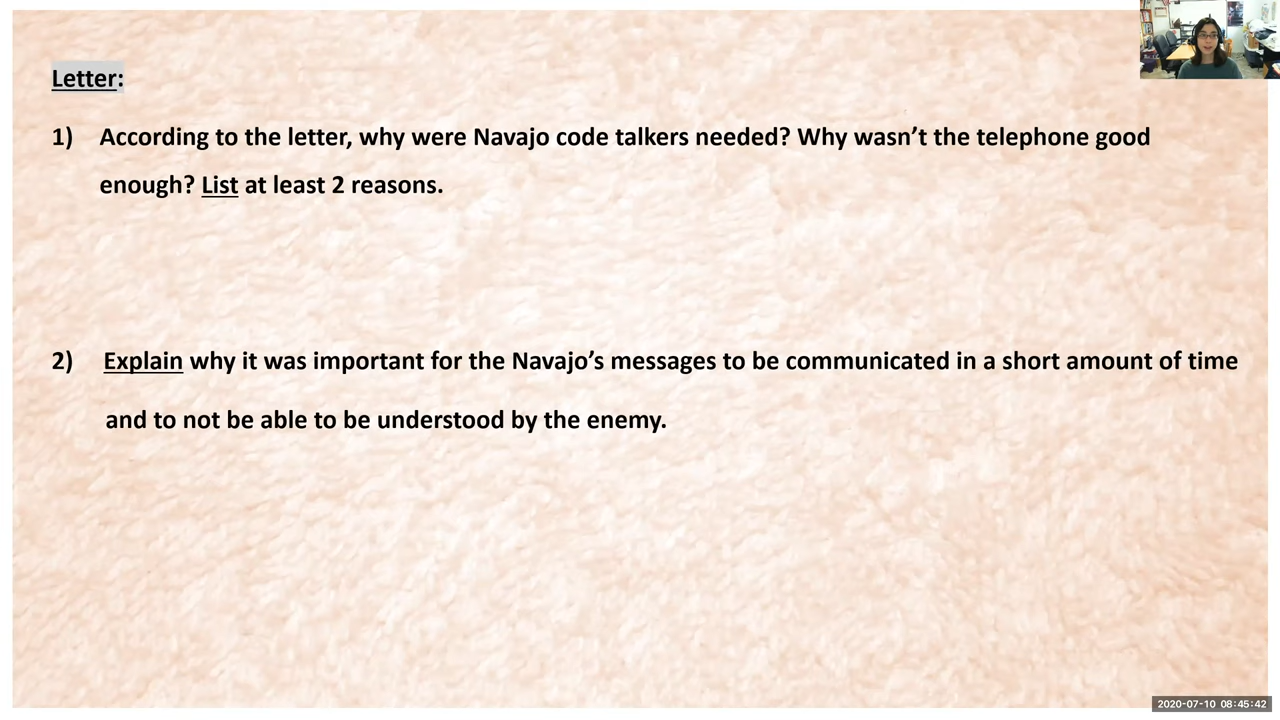 Letter:
1) According to the letter, why were Navajo code talkers needed? Why wasn’t the telephone good
enough? List at least 2 reasons.
2) Explain why it was important for the Navajo’s messages to be communicated in a short amount of time
and to not be able to be understood by the enemy.
2020-07-10 08:45:42